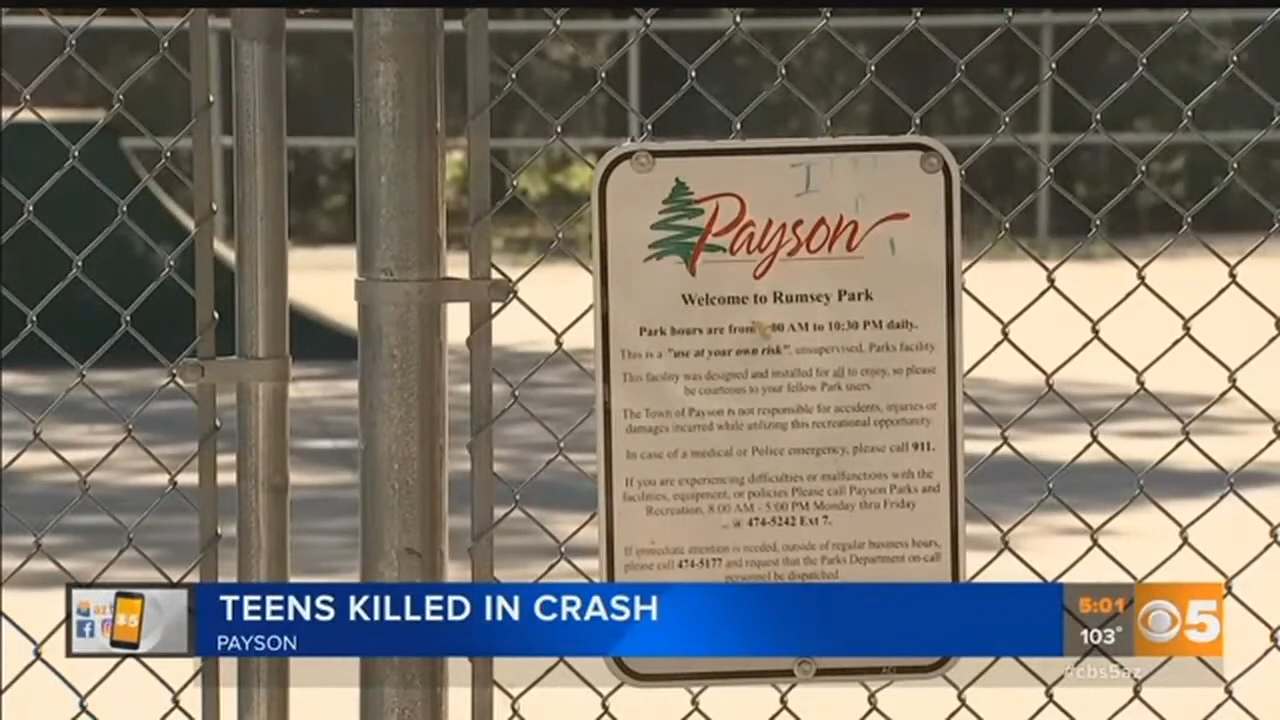 Payson
Welcome to Rumsey Park
Park hours are from 00 AM to 10:30 PM daily.
This is a "use at your own risk", unsupervised, Parks facility
This facility was designed and installed for all to enjoy, so please
be courteous to your fellow Park users.
The Town of Payson is not responsible for accidents, injuries or
damages incurred while utilizing this recreational opportunity
In case of a medical or Police emergency, please call 911.
If you are experiencing difficulties or malfunctions with the
facilities, equipment, or policies Please call Payson Parks and
Recreation, 8:00 AM - 5:00 PM Monday thru Friday
@ 474-5242 Ext 7.
If immediate attention is needed, outside of regular business hours,
please call 474-5177 and request that the Parks Department on-call
personnel be dispatched
TEENS KILLED IN CRASH
PAYSON
5:01
103°
5
#cbs5az